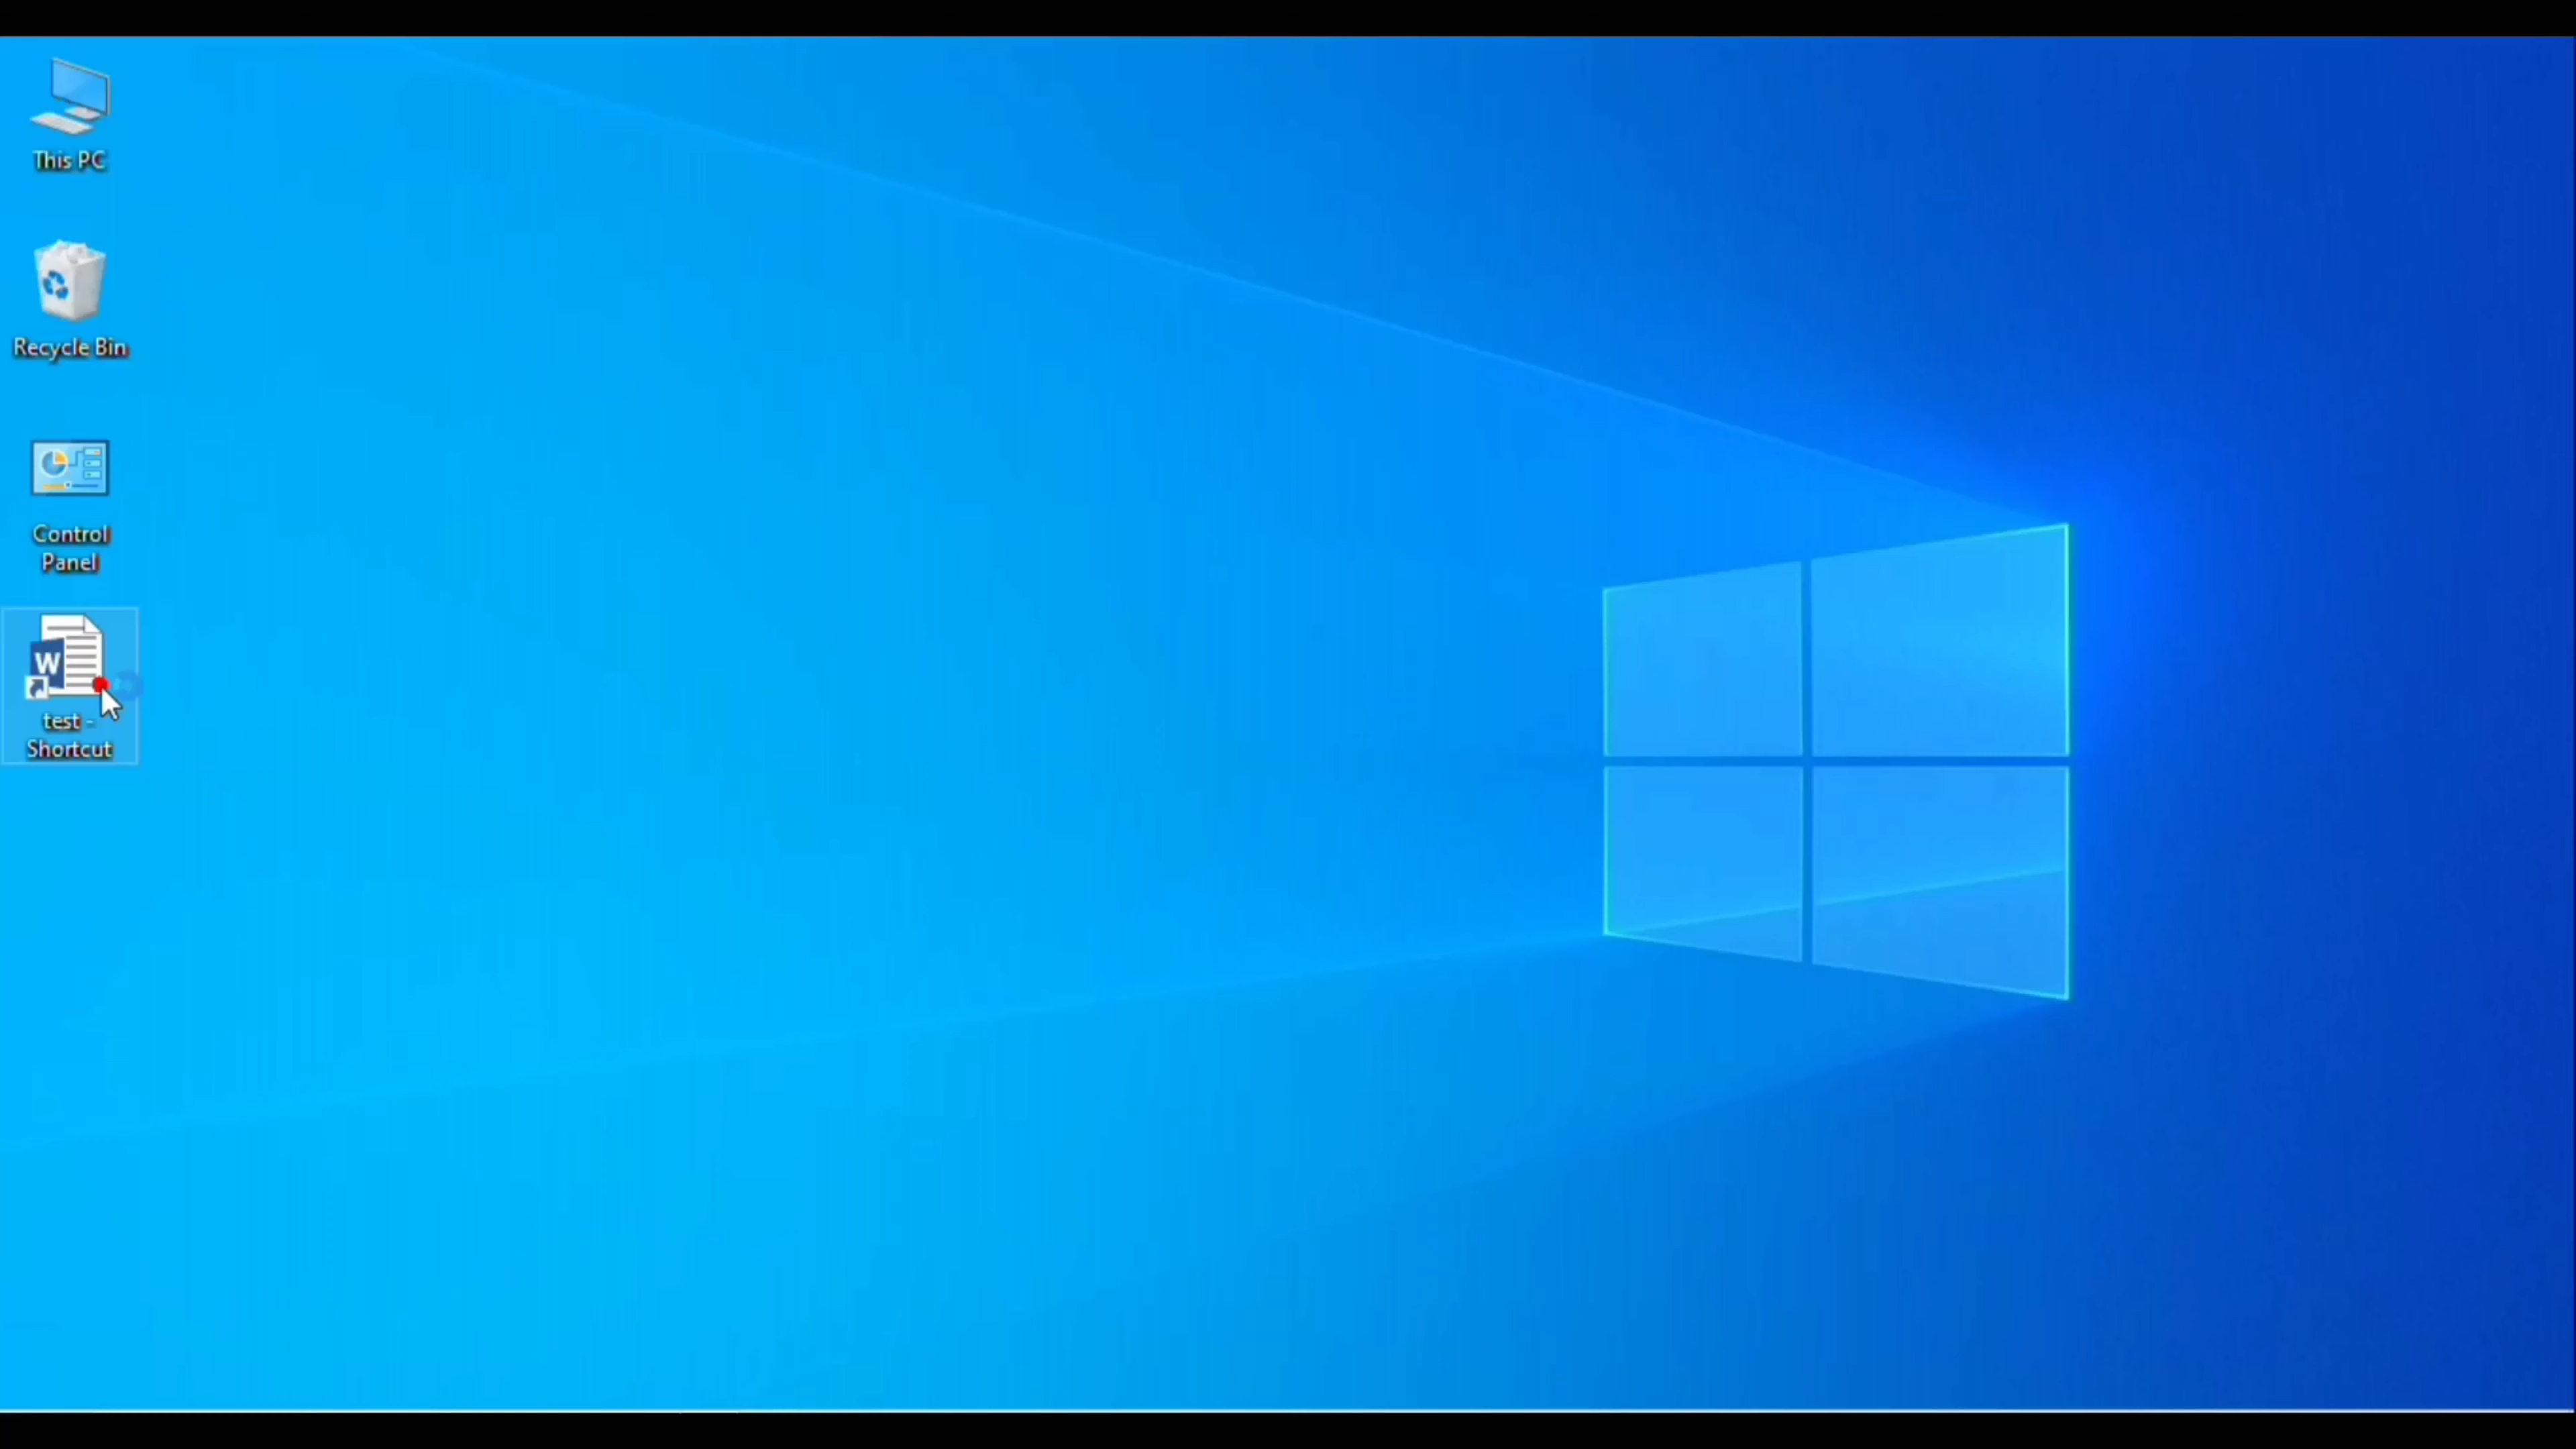 This PC
Recycle Bin
Control
Panel
W
test -
Shortcut